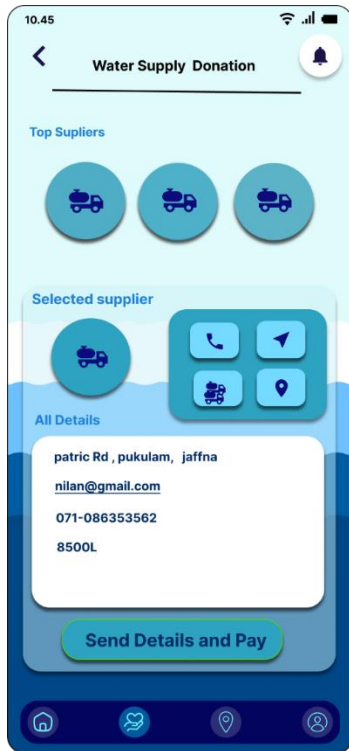 10.45
Water Supply Donation
Top Supliers
Selected supplier
All Details
patric Rd , pukulam, jaffna
nilan@gmail.com
071-086353562
8500L
Send Details and Pay